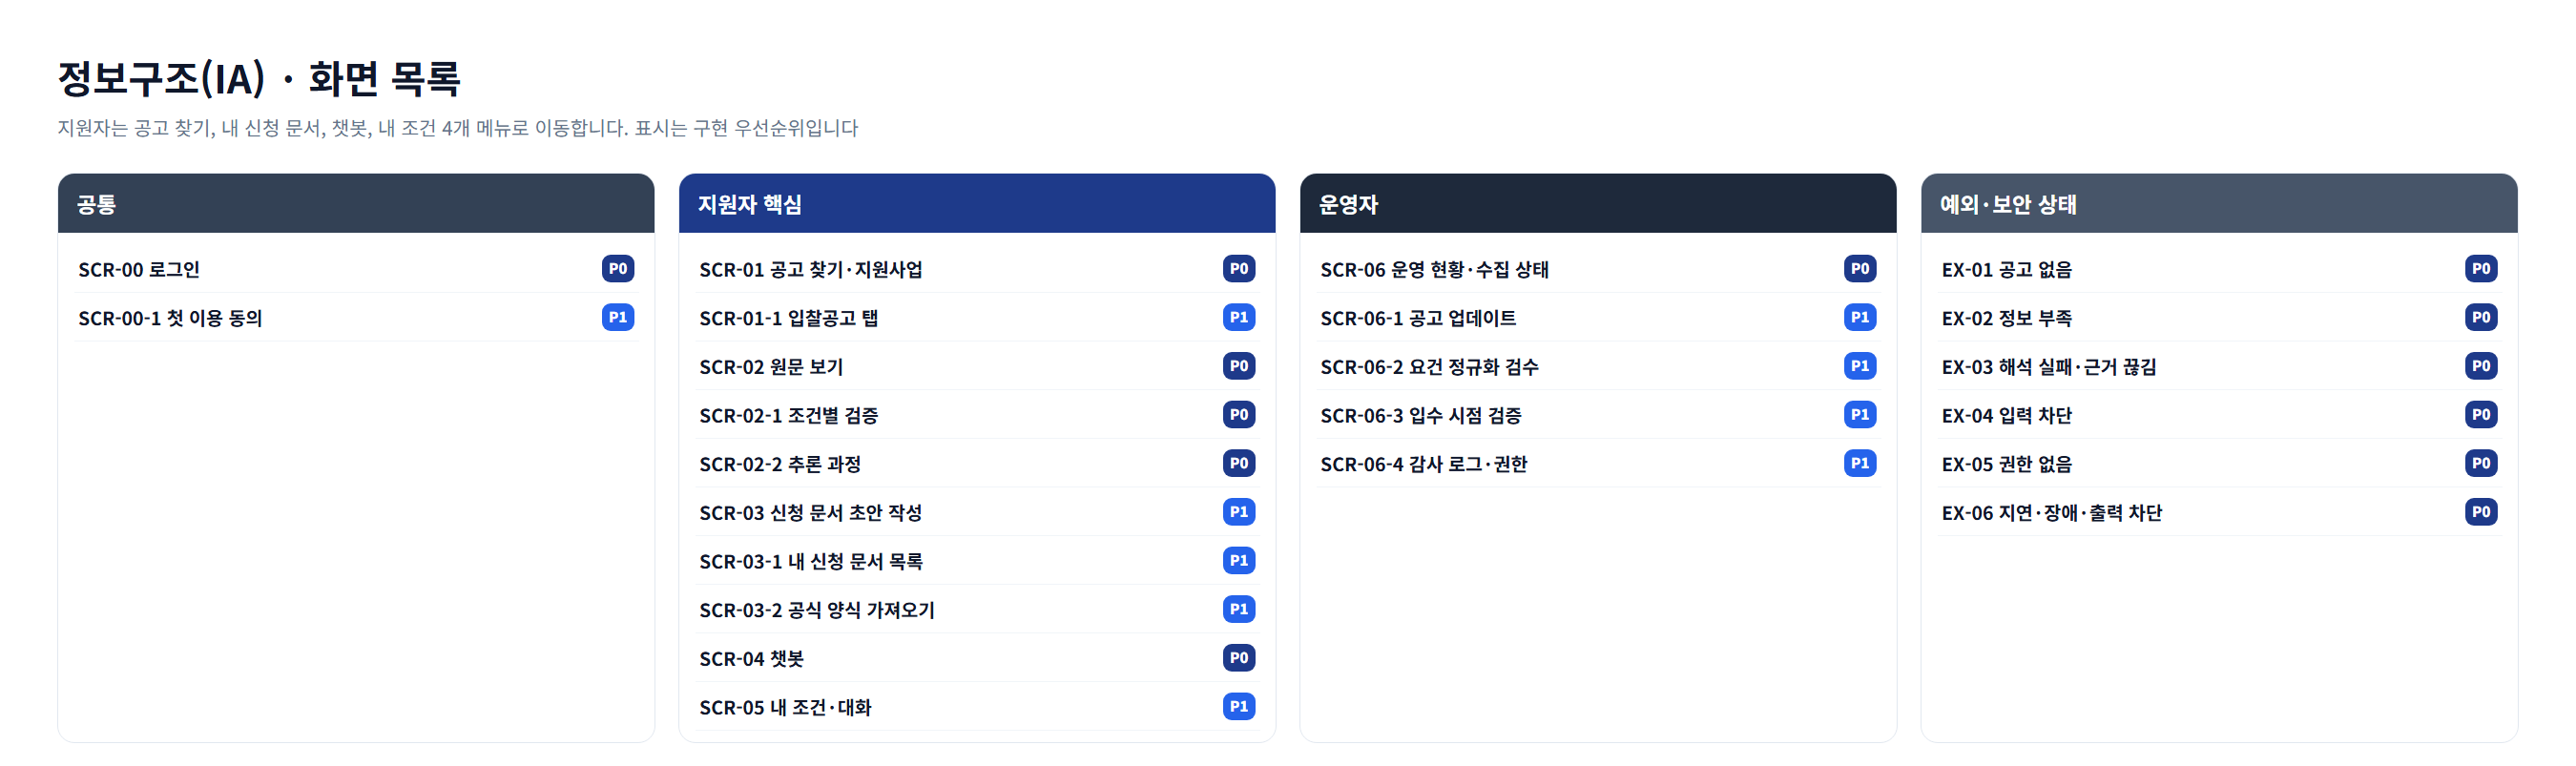 정보구조(IA) · 화면 목록
지원자는 공고 찾기, 내 신청 문서, 챗봇, 내 조건 4개 메뉴로 이동합니다. 표시는 구현 우선순위입니다
공통
SCR-00 로그인 P0
SCR-00-1 첫 이용 동의 P1
지원자 핵심
SCR-01 공고 찾기·지원사업 P0
SCR-01-1 입찰공고 탭 P1
SCR-02 원문 보기 P0
SCR-02-1 조건별 검증 P0
SCR-02-2 추론 과정 P0
SCR-03 신청 문서 초안 작성 P1
SCR-03-1 내 신청 문서 목록 P1
SCR-03-2 공식 양식 가져오기 P1
SCR-04 챗봇 P0
SCR-05 내 조건·대화 P1
운영자
SCR-06 운영 현황·수집 상태 P0
SCR-06-1 공고 업데이트 P1
SCR-06-2 요건 정규화 검수 P1
SCR-06-3 입수 시점 검증 P1
SCR-06-4 감사 로그·권한 P1
예외·보안 상태
EX-01 공고 없음 P0
EX-02 정보 부족 P0
EX-03 해석 실패·근거 끊김 P0
EX-04 입력 차단 P0
EX-05 권한 없음 P0
EX-06 지연·장애·출력 차단 P0